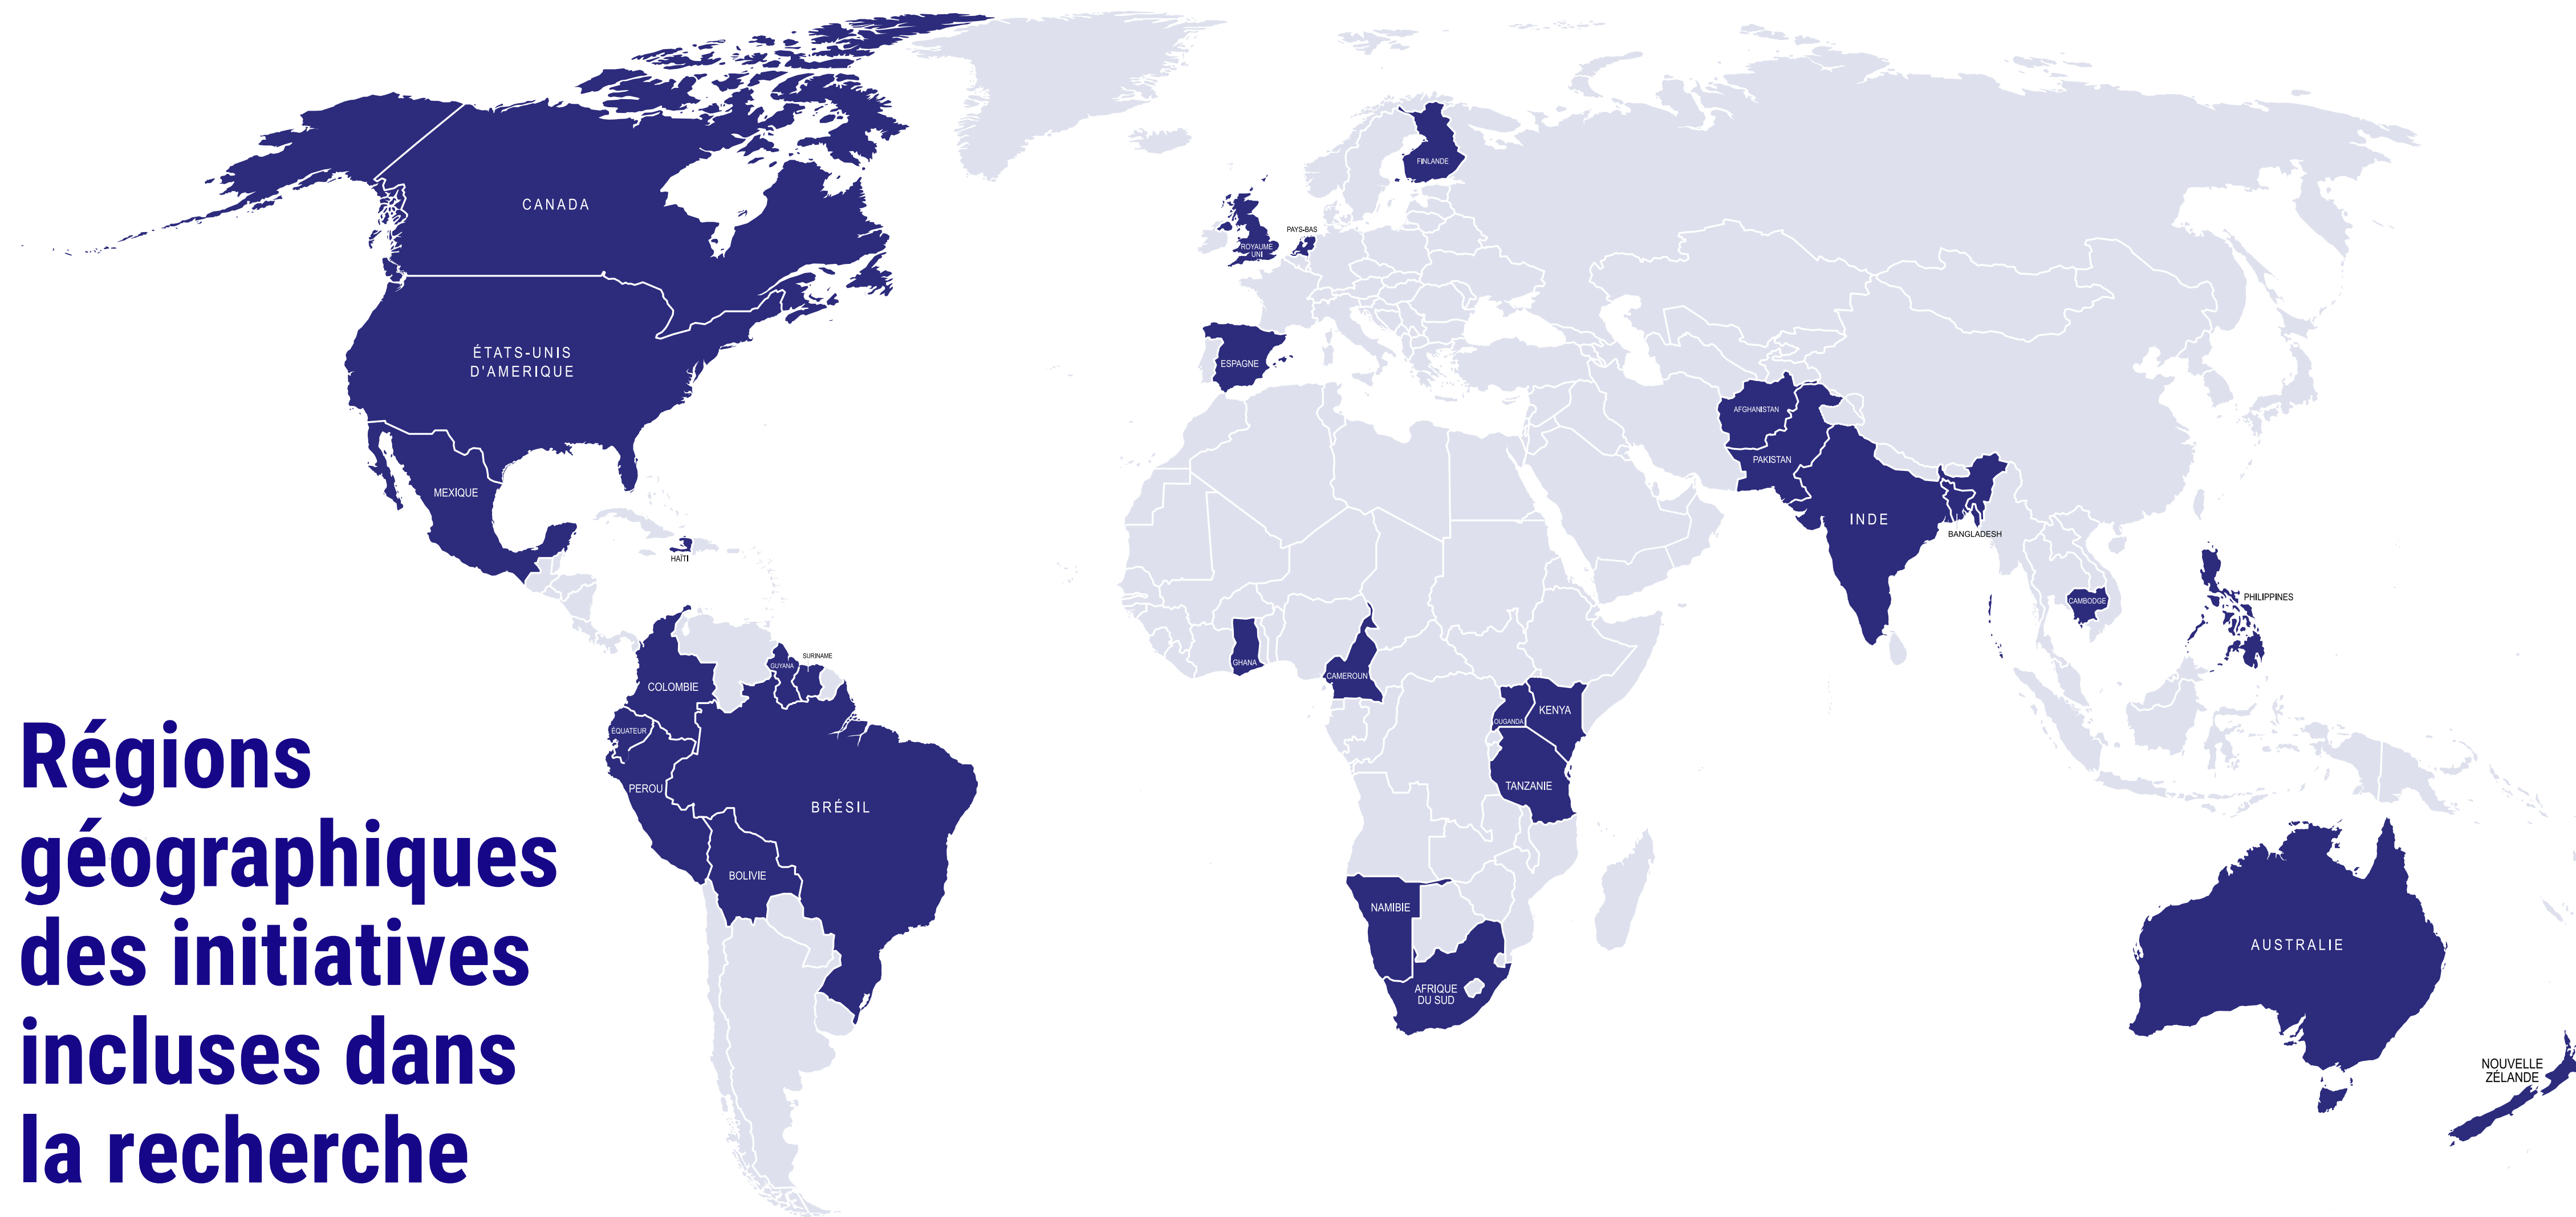 CANADA
ÉTATS-UNIS
D'AMERIQUE
MEXIQUE
HAÏTI
COLOMBIE
GUYANA
SURINAME
ÉQUATEUR
PEROU
BRÉSIL
BOLIVIE
FINLANDE
ROYAUME
UNI
PAYS-BAS
ESPAGNE
GHANA
CAMEROUN
OUGANDA
KENYA
TANZANIE
NAMIBIE
AFRIQUE
DU SUD
AFGHANISTAN
PAKISTAN
INDE
BANGLADESH
CAMBODGE
PHILIPPINES
AUSTRALIE
NOUVELLE
ZÉLANDE
Régions
géographiques
des initiatives
incluses dans
la recherche